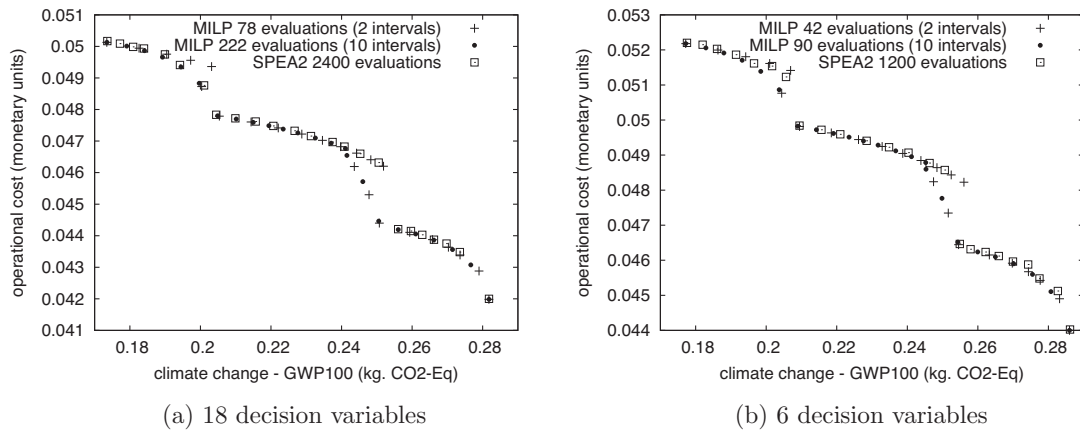 0.051
0.05
0.049
0.048
0.047
0.046
0.045
0.044
0.043
0.042
0.041
operational cost (monetary units)
MILP 78 evaluations (2 intervals)
MILP 222 evaluations (10 intervals)
SPEA2 2400 evaluations
0.18 0.2 0.22 0.24 0.26 0.28
climate change - GWP100 (kg. CO2-Eq)
(a) 18 decision variables
0.053
0.052
0.051
0.05
0.049
0.048
0.047
0.046
0.045
0.044
operational cost (monetary units)
MILP 42 evaluations (2 intervals)
MILP 90 evaluations (10 intervals)
SPEA2 1200 evaluations
0.18 0.2 0.22 0.24 0.26 0.28
climate change - GWP100 (kg. CO2-Eq)
(b) 6 decision variables